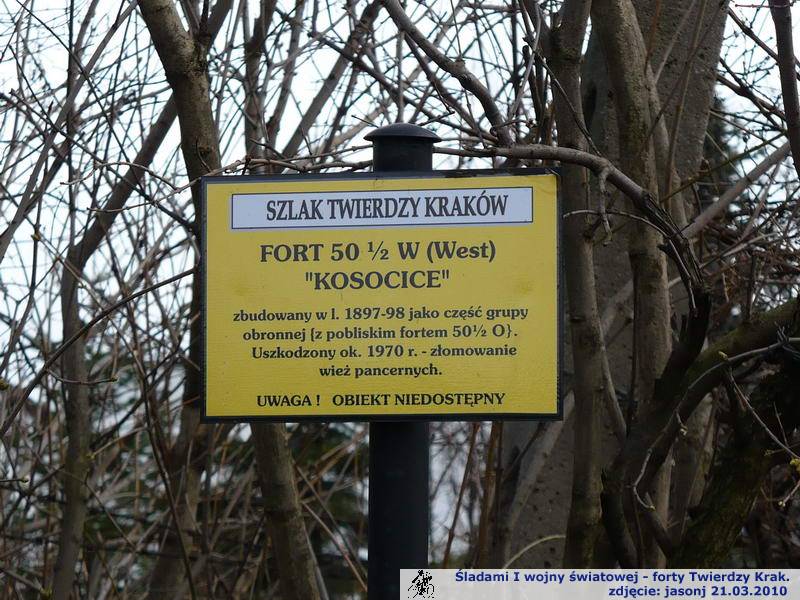 SZLAK TWIERDZY KRAKÓW
FORT 50 ½ W (West)
"KOSOCICE"
zbudowany w l. 1897-98 jako część grupy
obronnej {z pobliskim fortem 50½ O}.
Uszkodzony ok. 1970 r. - złomowanie
wież pancernych.
UWAGA ! OBIEKT NIEDOSTĘPNY
Śladami I wojny światowej - forty Twierdzy Krak.
zdjęcie: jasonj 21.03.2010